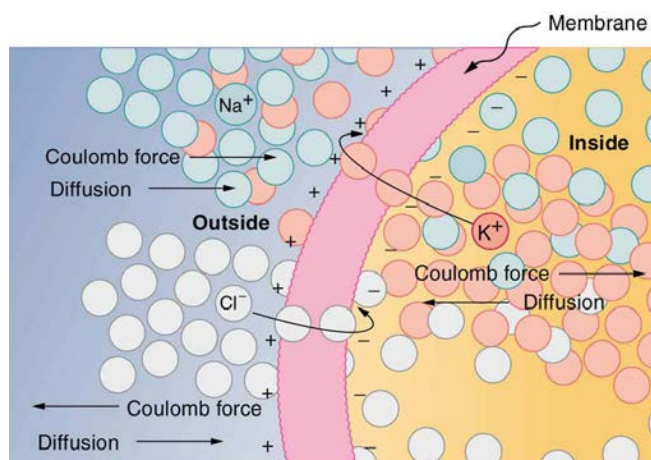 Membrane
Na+
Inside
Coulomb force
Diffusion
Outside
K+
Coulomb force
Diffusion
Cl−
Coulomb force
Diffusion